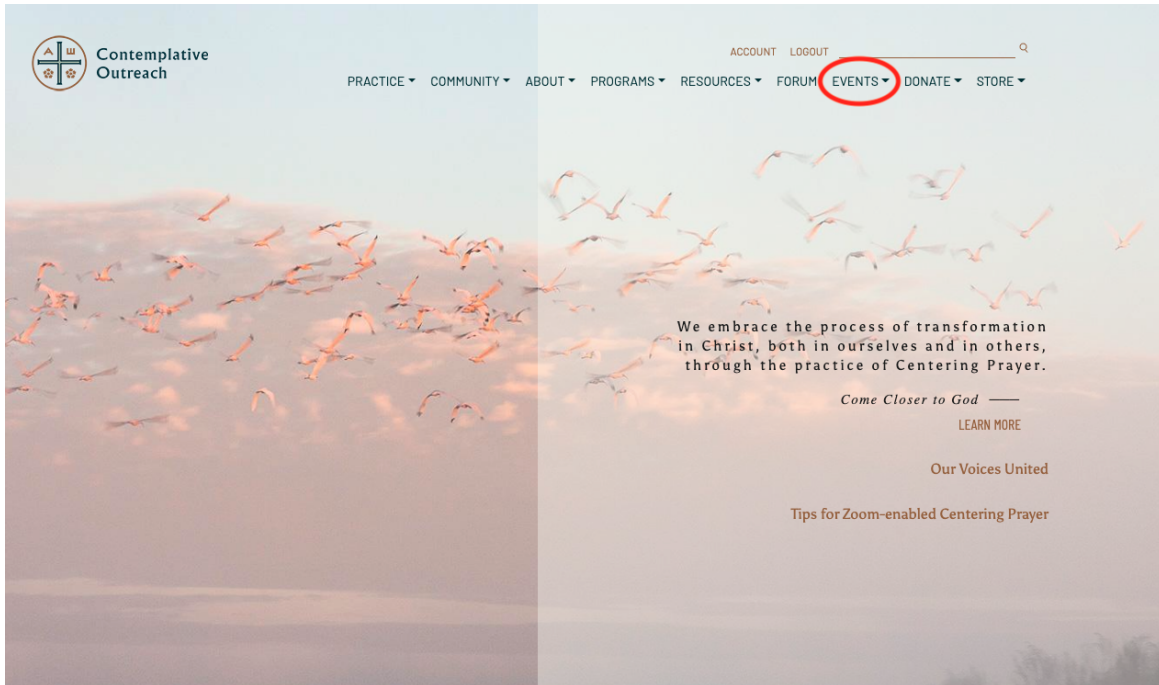 A Ш
Contemplative
Outreach
ACCOUNT LOGOUT
PRACTICE COMMUNITY ABOUT PROGRAMS RESOURCES FORUM EVENTS DONATE STORE
We embrace the process of transformation
in Christ, both in ourselves and in others,
through the practice of Centering Prayer.
Come Closer to God
LEARN MORE
Our Voices United
Tips for Zoom-enabled Centering Prayer